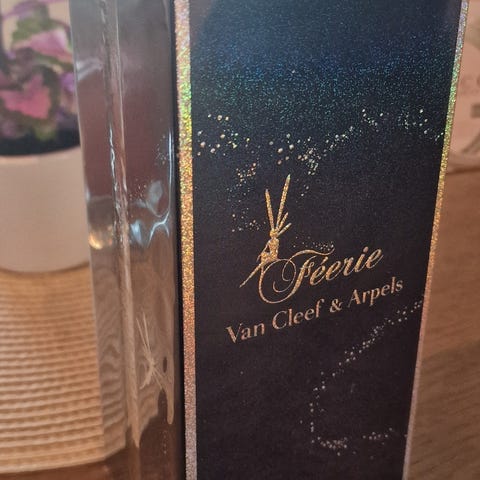 Féerie
Van Cleef & Arpels